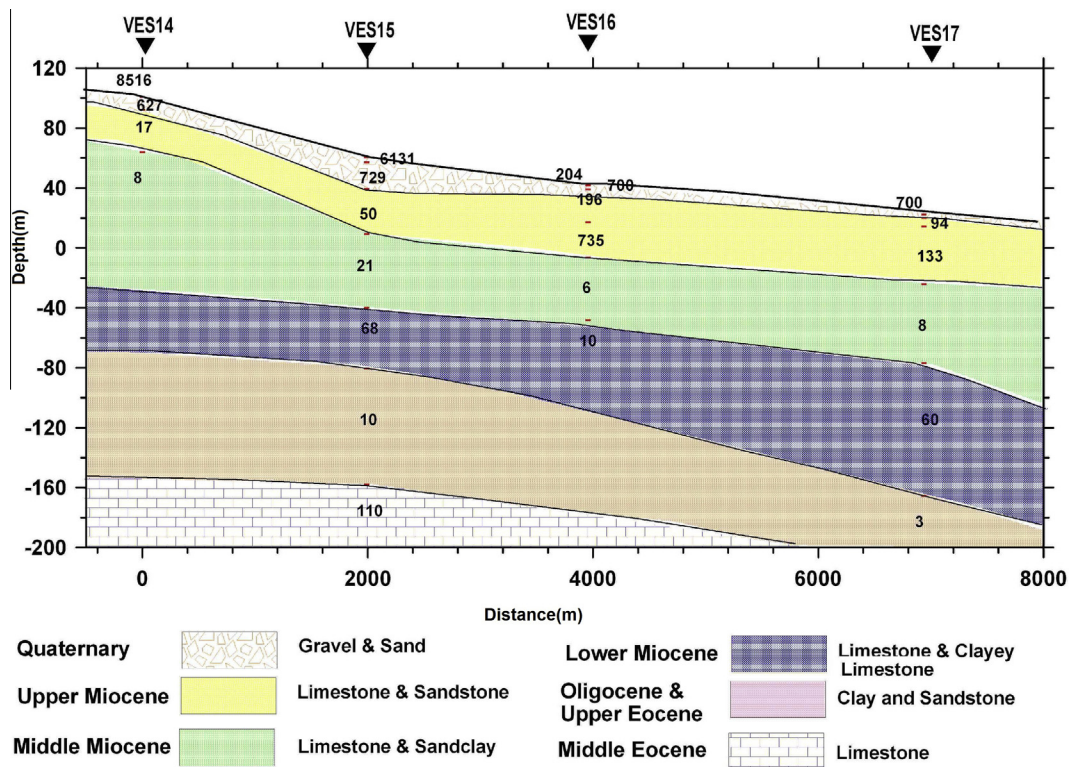 VES14 VES15 VES16 VES17
120
8516
627
80
17
6131
204 700
729
40
196
700
94
8
50
735
133
0
Depth(m)
21
6
8
-40
68
10
-80
10
60
-120
-160
110
3
-200
0 2000 4000 6000 8000
Distance(m)
Quaternary Gravel & Sand
Upper Miocene Limestone & Sandstone
Middle Miocene Limestone & Sandclay
Lower Miocene Limestone & Clayey
Limestone
Oligocene &
Upper Eocene Clay and Sandstone
Middle Eocene Limestone